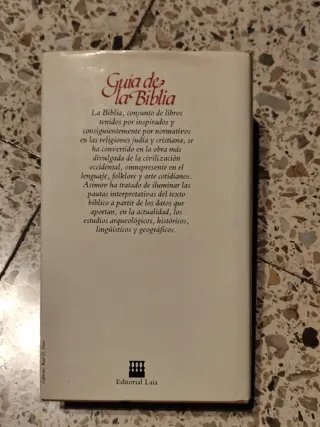 Guía de
la Biblia
La Biblia, conjunto de libros
tenidos por inspirados y
consiguientemente por normativos
en las religiones judía y cristiana, se
ha convertido en la obra más
divulgada de la civilización
occidental, omnipresente en el
lenguaje, folklore y arte cotidianos.
Asimov ha tratado de iluminar las
pautas interpretativas del texto
bíblico a partir de los datos que
aportan, en la actualidad, los
estudios arqueológicos, históricos,
lingüísticos y geográficos.
Editorial Laia